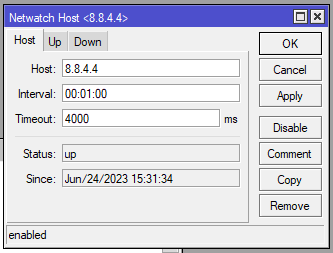 Netwatch Host <8.8.4.4>
Host Up Down
Host: 8.8.4.4
Interval: 00:01:00
Timeout: 4000 ms
Status: up
Since: Jun/24/2023 15:31:34
OK
Cancel
Apply
Disable
Comment
Copy
Remove
enabled